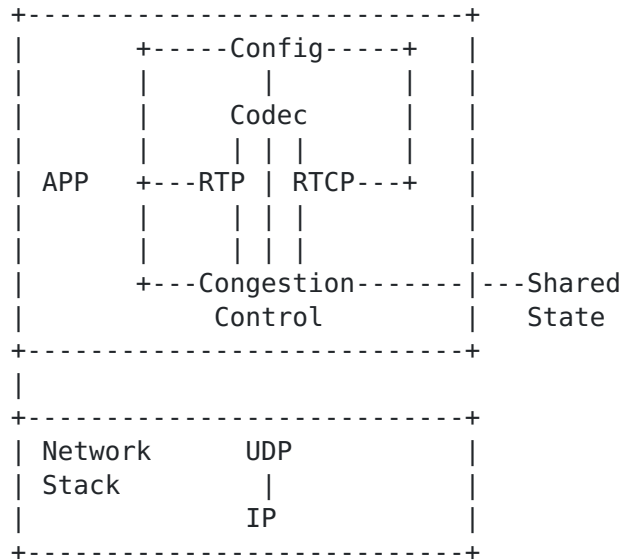 Config
Codec
APP RTP RTCP
Congestion Shared
Control State
Network UDP
Stack
IP